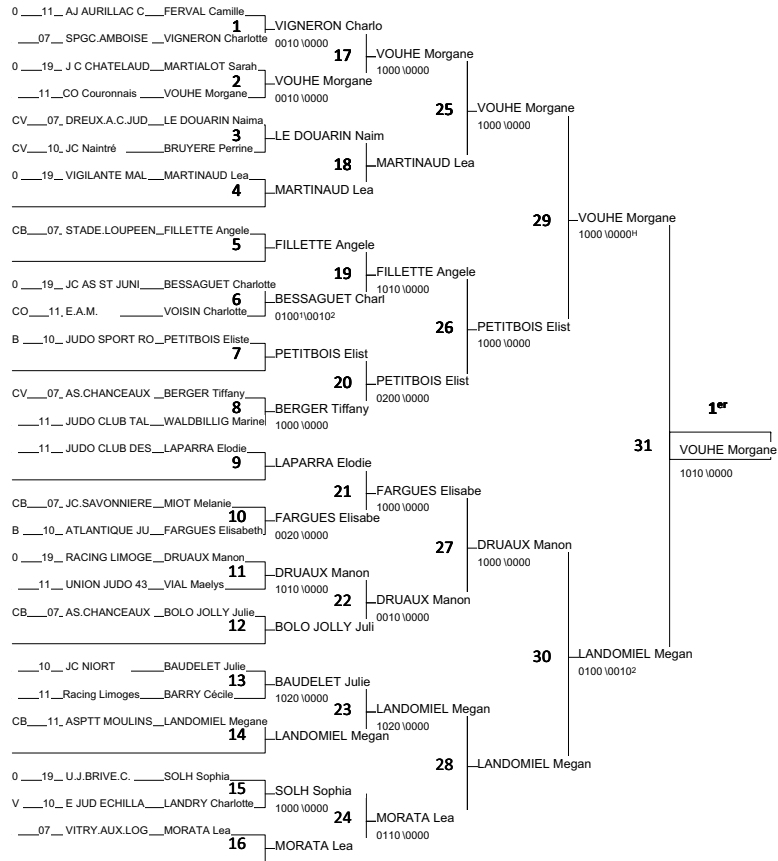 0 11 AJ AURILLAC C FERVAL Camille
1 VIGNERON Charlo
0010 \0000
07 SPGC.AMBOISE VIGNERON Charlotte
17 VOUHE Morgane
1000 \0000
0 19 J C CHATELAUD MARTIALOT Sarah
2 VOUHE Morgane
0010 \0000
11 CO Couronnais VOUHE Morgane
25 VOUHE Morgane
1000 \0000
CV 07 DREUX.A.C.JUD LE DOUARIN Naima
3 LE DOUARIN Naim
CV 10 JC Naintré BRUYERE Perrine
18 MARTINAUD Lea
0 19 VIGILANTE MAL MARTINAUD Lea
4 MARTINAUD Lea
29 VOUHE Morgane
1000 \0000H
CB 07 STADE.LOUPEEN FILLETTE Angele
5 FILLETTE Angele
19 FILLETTE Angele
1010 \0000
0 19 JC AS ST JUNI BESSAGUET Charlotte
6 BESSAGUET Charl
01001\00102
CO 11 E.A.M. VOISIN Charlotte
26 PETITBOIS Elist
1000 \0000
B 10 JUDO SPORT RO PETITBOIS Eliste
7 PETITBOIS Elist
20 PETITBOIS Elist
0200 \0000
CV 07 AS.CHANCEAUX BERGER Tiffany
8 BERGER Tiffany
1000 \0000
11 JUDO CLUB TAL WALDBILLIG Marine
1er
31 VOUHE Morgane
1010 \0000
11 JUDO CLUB DES LAPARRA Elodie
9 LAPARRA Elodie
21 FARGUES Elisabe
1000 \0000
CB 07 JC.SAVONNIERE MIOT Melanie
10 FARGUES Elisabe
0020 \0000
B 10 ATLANTIQUE JU FARGUES Elisabeth
27 DRUAUX Manon
1000 \0000
0 19 RACING LIMOGE DRUAUX Manon
11 DRUAUX Manon
1010 \0000
11 UNION JUDO 43 VIAL Maelys
22 DRUAUX Manon
0010 \0000
CB 07 AS.CHANCEAUX BOLO JOLLY Julie
12 BOLO JOLLY Juli
30 LANDOMIEL Megan
0100 \00102
10 JC NIORT BAUDELET Julie
13 BAUDELET Julie
1020 \0000
11 Racing Limoges BARRY Cécile
23 LANDOMIEL Megan
1020 \0000
CB 11 ASPTT MOULINS LANDOMIEL Megane
14 LANDOMIEL Megan
28 LANDOMIEL Megan
0 19 U.J.BRIVE.C. SOLH Sophia
15 SOLH Sophia
1000 \0000
V 10 E JUD ECHILLA LANDRY Charlotte
24 MORATA Lea
0110 \0000
07 VITRY.AUX.LOG MORATA Lea
16 MORATA Lea